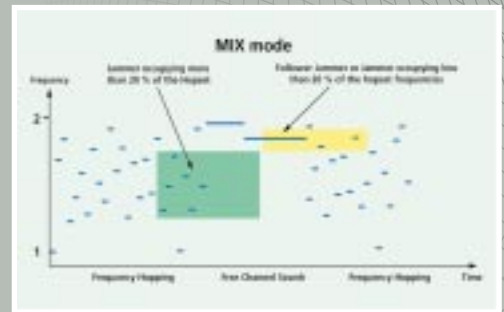 MIX mode
Jammer occupying more
than 20 % of the Hopset
Follower Jammer or Jammer occupying less
than 20 % of the hopset frequencies
Frequency
2
1
Frequency Hopping
Free Channel Search
Frequency Hopping
Time